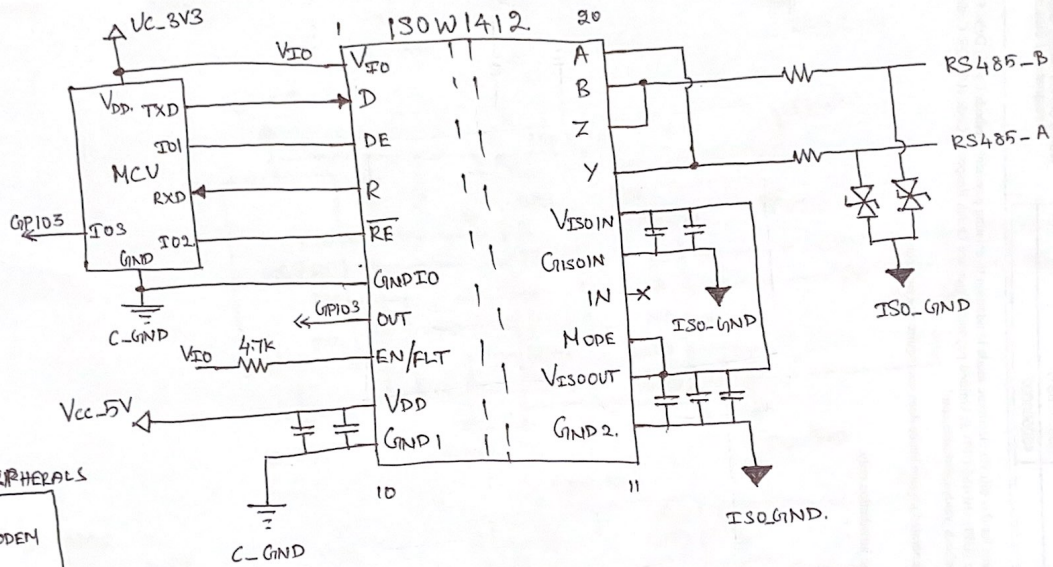 UC_3V3
1
ISOW1412
20
VIO
VIO
A
RS485_B
VDD.
TXD
D
B
IO1
DE
Z
RS485_A
MCU
RXD
R
Y
GPIO3
IO3
IO2
RE
VISOIN
GND
GNDIO
GISOIN
GPIO3
OUT
IN
ISO_GND
ISO_GND
C_GND
VIO
4.7K
EN/FLT
MODE
VISOOUT
Vcc_5V
VDD
GND1
GND2.
10
11
ISO_GND.
C_GND